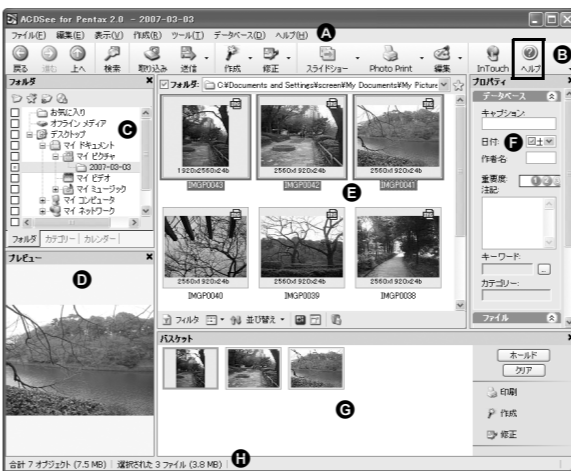 ACDSee for Pentax 2.0 - 2007-03-03
ファイル(F) 編集(E) 表示(V) 作成(R) ツール(T) データベース(D) ヘルプ(H) A
戻る 進む 上へ 検索 取り込み 送信 作成 修正 スライドショー Photo Print 編集 InTouch ヘルプ B
フォルダ
お気に入り
オフライン メディア
デスクトップ
マイ ドキュメント
マイ ピクチャ
2007-03-03
マイ ビデオ
マイ ミュージック
マイ コンピュータ
マイ ネットワーク
C
フォルダ カテゴリー カレンダー
プレビュー
D
フォルダ: C:¥Documents and Settings¥screen¥My Documents¥My Picture
1920x2560x24b 2560x1920x24b 2560x1920x24b
IMGP0043 IMGP0042 IMGP0041
E
2560x1920x24b 2560x1920x24b 2560x1920x24b
IMGP0040 IMGP0039 IMGP0038
フィルタ 並び替え
プロパティ
データベース
キャプション:
日付: 土 F
作者名:
重要度:
注記:
キーワード:
...
カテゴリー:
ファイル
バスケット
G
ホールド
クリア
印刷
作成
修正
合計 7 オブジェクト (7.5 MB) 選択された 3 ファイル (3.8 MB) H